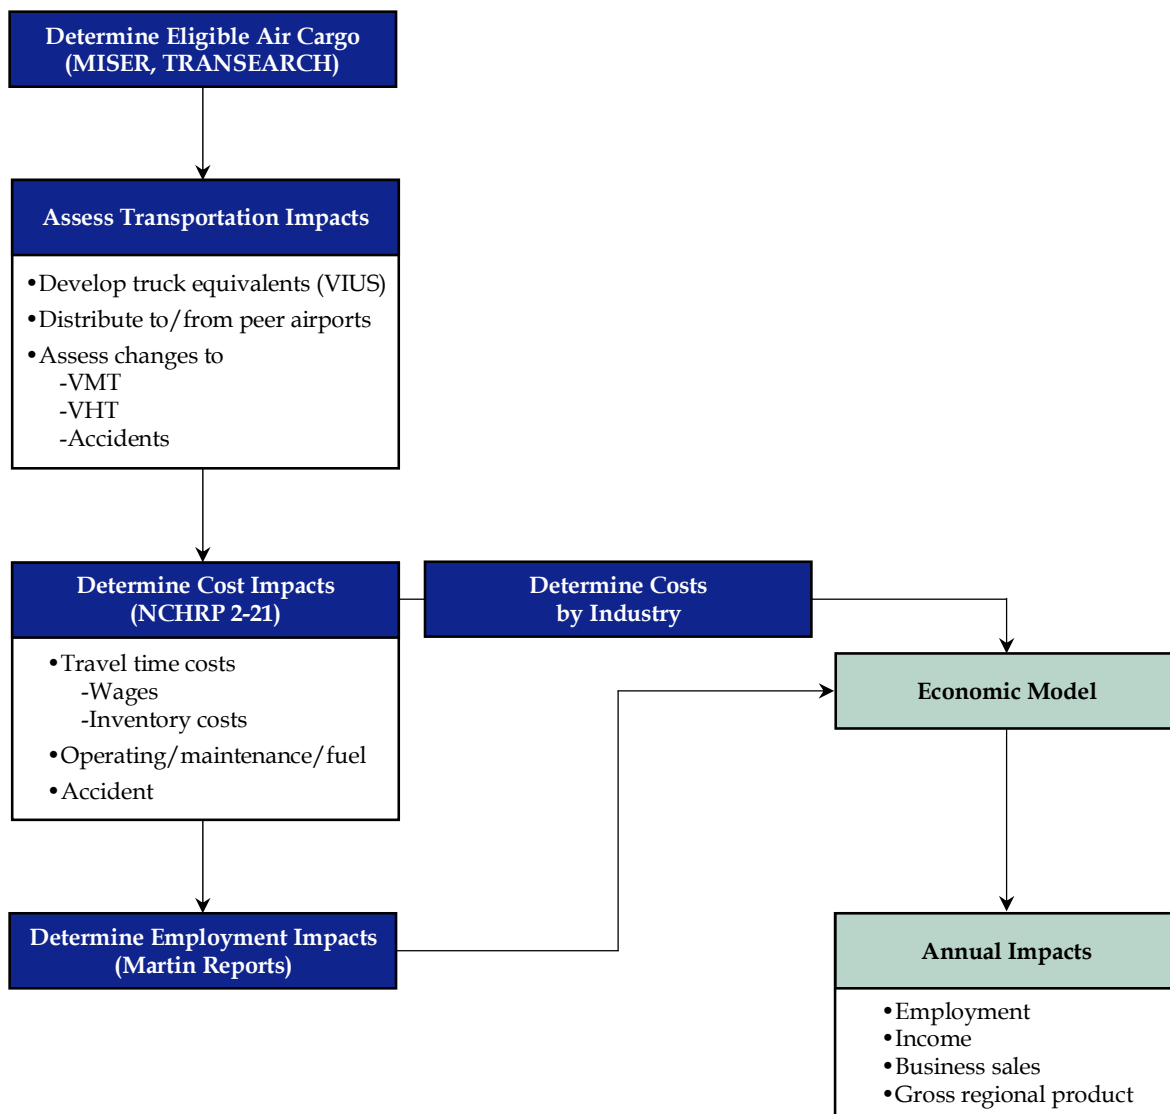 Determine Eligible Air Cargo
(MISER, TRANSEARCH)
Assess Transportation Impacts
•Develop truck equivalents (VIUS)
•Distribute to/from peer airports
•Assess changes to
-VMT
-VHT
-Accidents
Determine Cost Impacts
(NCHRP 2-21)
•Travel time costs
-Wages
-Inventory costs
•Operating/maintenance/fuel
•Accident
Determine Costs
by Industry
Economic Model
Determine Employment Impacts
(Martin Reports)
Annual Impacts
•Employment
•Income
•Business sales
•Gross regional product